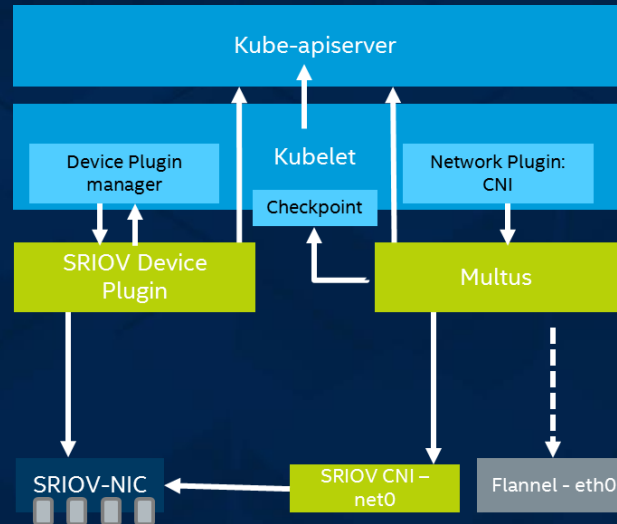 Kube-apiserver
Kubelet
Device Plugin
manager
Network Plugin:
CNI
Checkpoint
SRIOV Device
Plugin
Multus
SRIOV-NIC
SRIOV CNI –
net0
Flannel - eth0